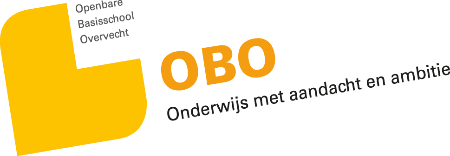 Openbare
Basisschool
Overvecht
OBO
Onderwijs met aandacht en ambitie